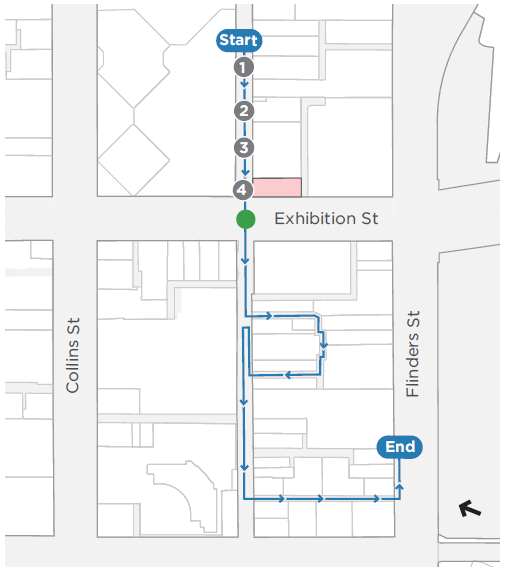 Start
1
2
3
4
Exhibition St
Collins St
Flinders St
End